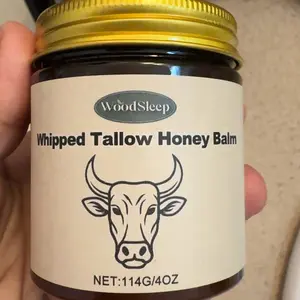 WoodSleep
Whipped Tallow Honey Balm
NET:114G/4OZ